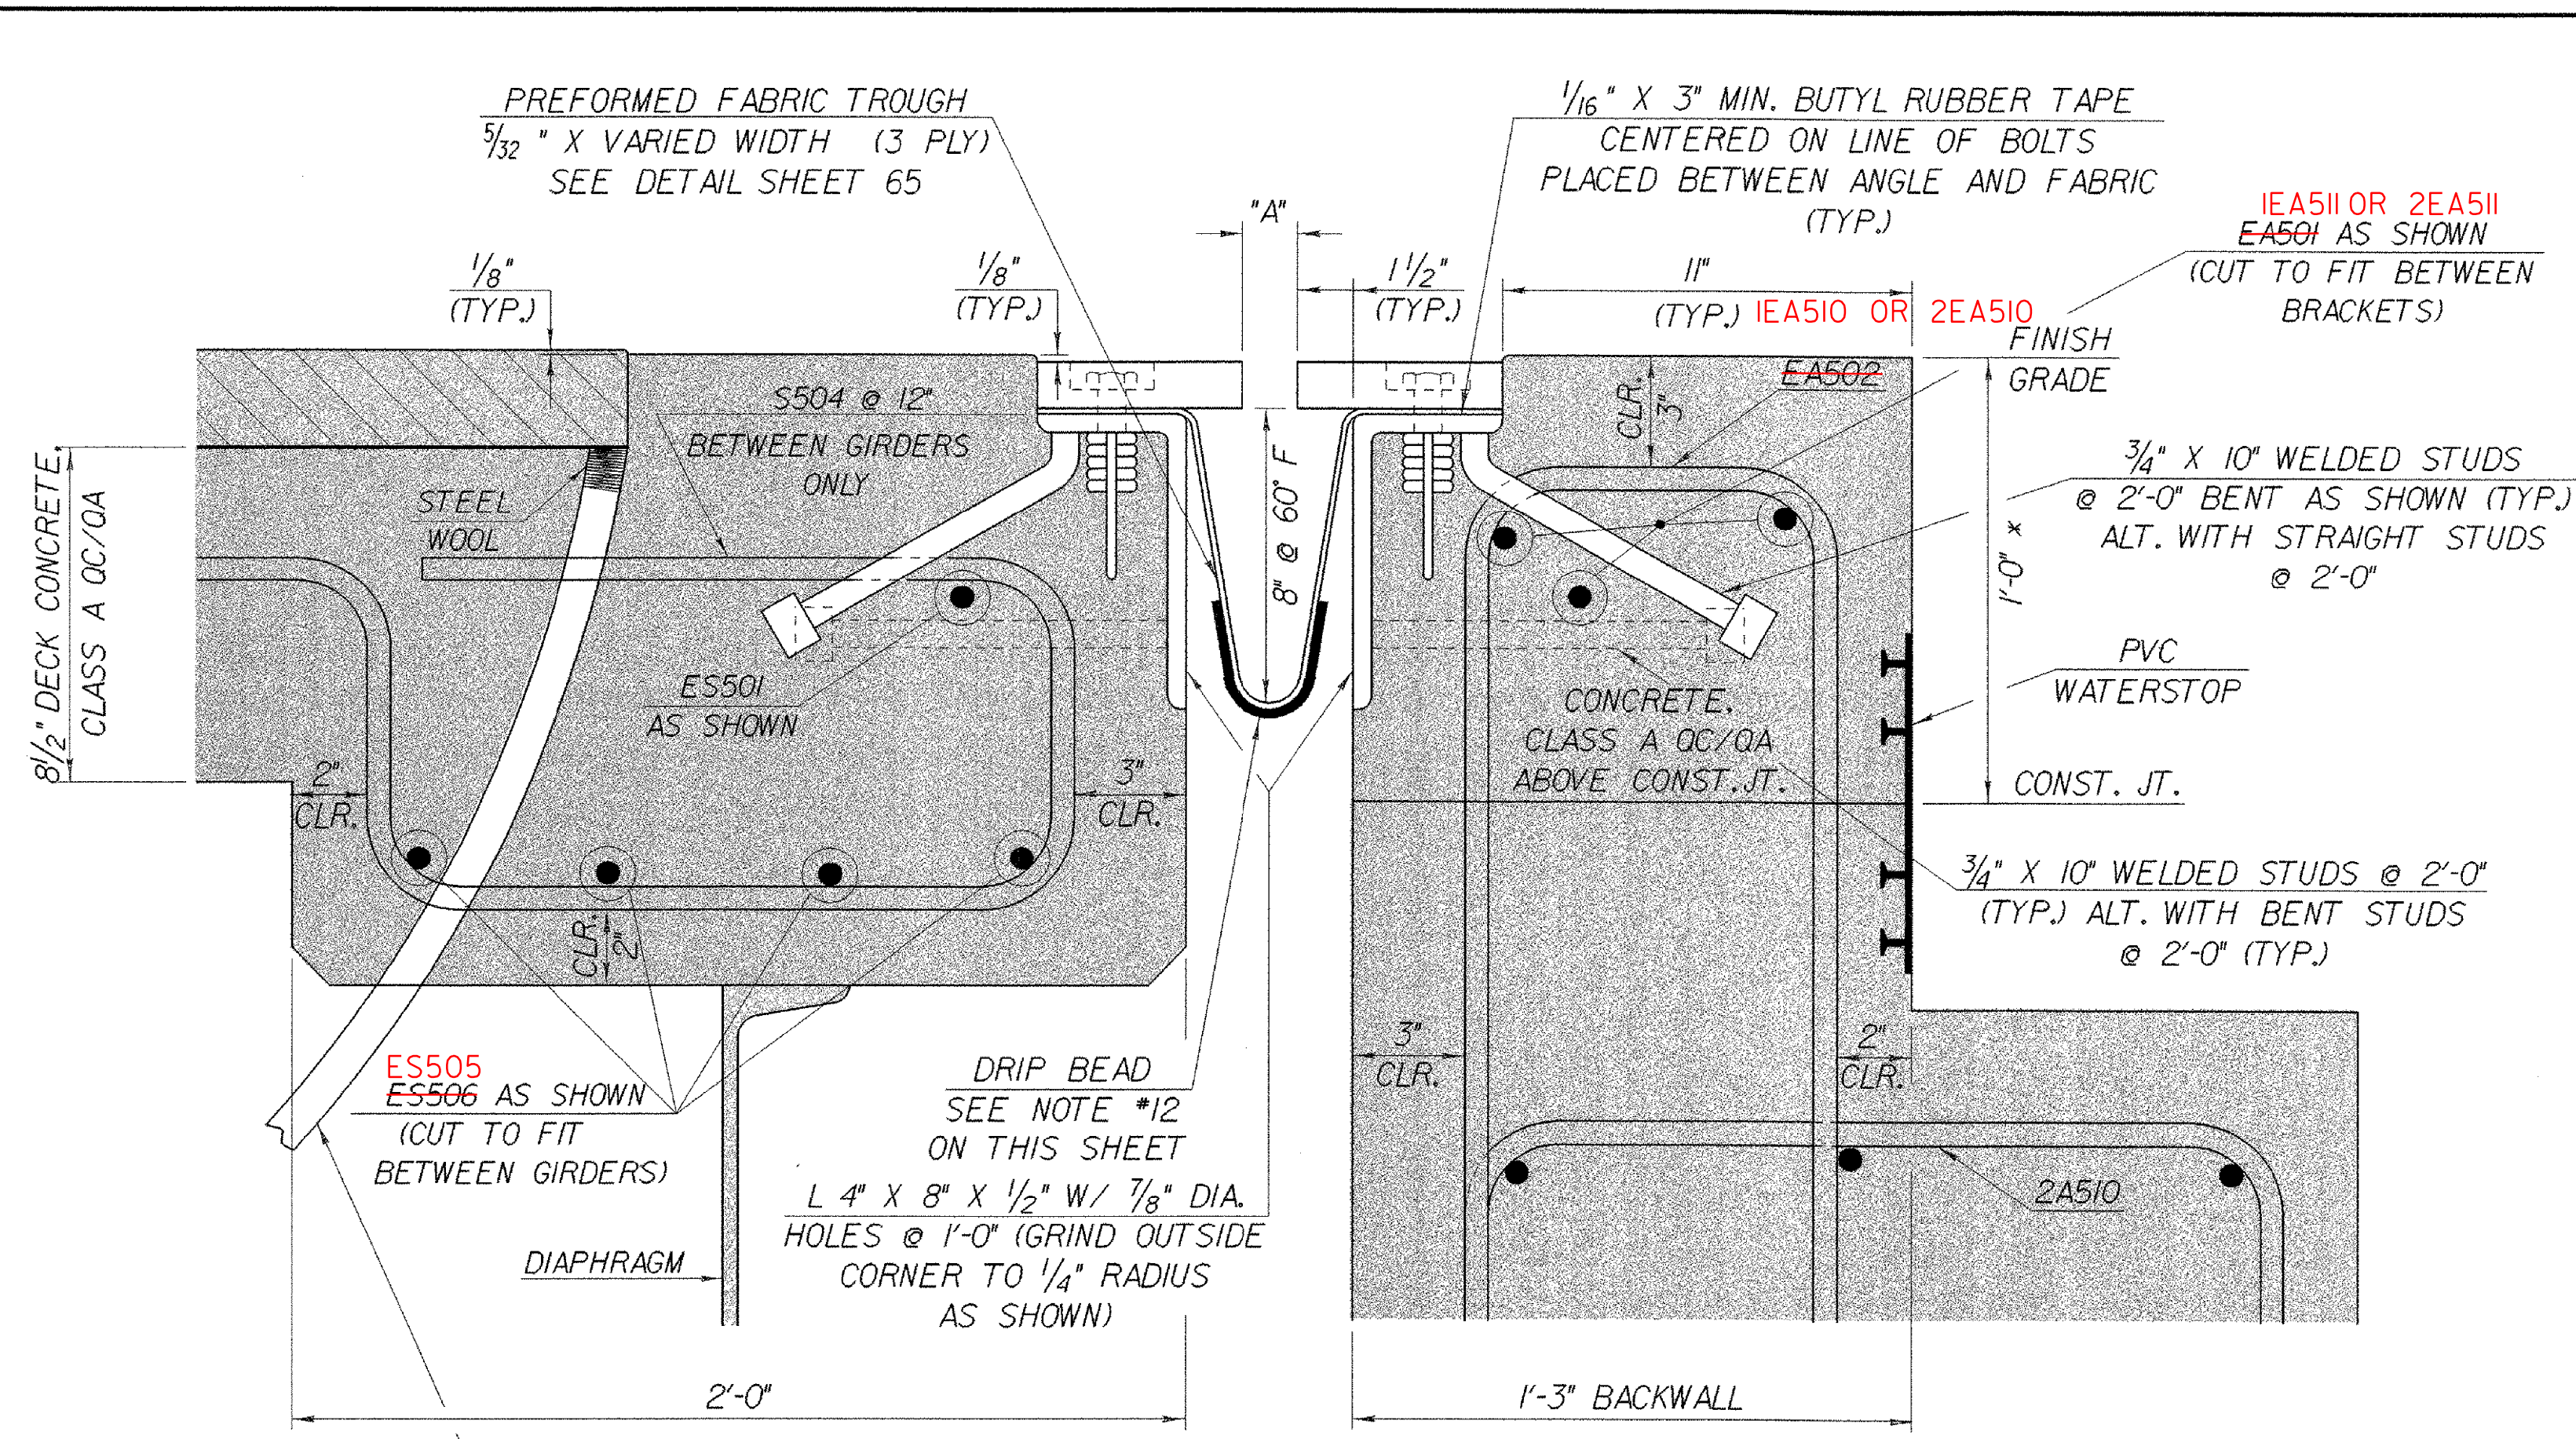 PREFORMED FABRIC TROUGH
5/32 " X VARIED WIDTH (3 PLY)
SEE DETAIL SHEET 65
1/16 " X 3" MIN. BUTYL RUBBER TAPE
CENTERED ON LINE OF BOLTS
PLACED BETWEEN ANGLE AND FABRIC
(TYP.)
"A"
1EA511 OR 2EA511
EA501 AS SHOWN
(CUT TO FIT BETWEEN
BRACKETS)
1/8"
(TYP.)
1/8"
(TYP.)
1 1/2"
(TYP.)
11"
(TYP.) 1EA510 OR 2EA510
FINISH
GRADE
EA502
CLR.
3"
S504 @ 12"
BETWEEN GIRDERS
ONLY
STEEL
WOOL
8 1/2" DECK CONCRETE,
CLASS A QC/QA
8" @ 60° F
3/4" X 10" WELDED STUDS
@ 2'-0" BENT AS SHOWN (TYP.)
ALT. WITH STRAIGHT STUDS
@ 2'-0"
1'-0" *
PVC
WATERSTOP
ES501
AS SHOWN
CONCRETE,
CLASS A QC/QA
ABOVE CONST. JT.
CONST. JT.
2"
CLR.
3"
CLR.
3/4" X 10" WELDED STUDS @ 2'-0"
(TYP.) ALT. WITH BENT STUDS
@ 2'-0" (TYP.)
CLR.
2"
3"
CLR.
2"
CLR.
ES505
ES506 AS SHOWN
(CUT TO FIT
BETWEEN GIRDERS)
DRIP BEAD
SEE NOTE #12
ON THIS SHEET
L 4" X 8" X 1/2" W/ 7/8" DIA.
HOLES @ 1'-0" (GRIND OUTSIDE
CORNER TO 1/4" RADIUS
AS SHOWN)
2A510
DIAPHRAGM
2'-0"
1'-3" BACKWALL